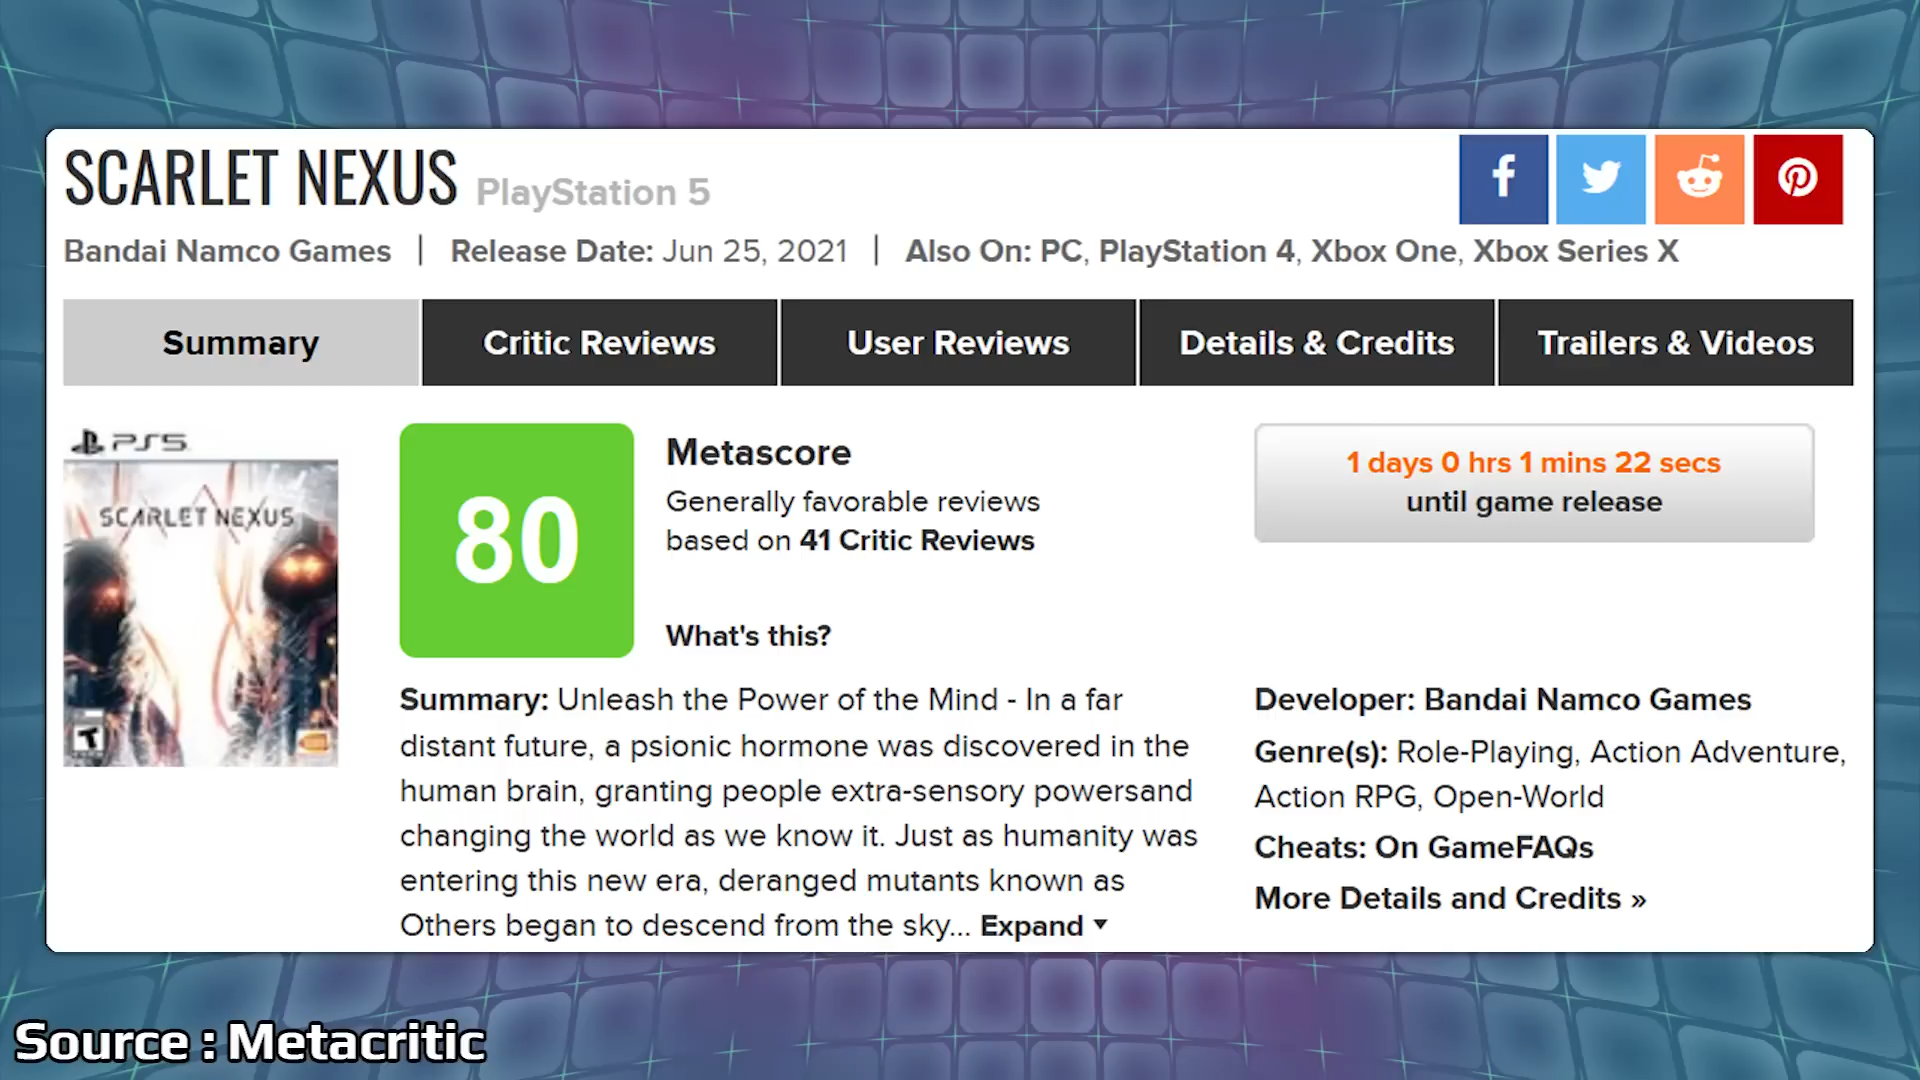 SCARLET NEXUS PlayStation 5
Bandai Namco Games | Release Date: Jun 25, 2021 | Also On: PC, PlayStation 4, Xbox One, Xbox Series X
Summary
Critic Reviews
User Reviews
Details & Credits
Trailers & Videos
PS5
SCARLET NEXUS
T
80
Metascore
Generally favorable reviews
based on 41 Critic Reviews
What's this?
1 days 0 hrs 1 mins 22 secs
until game release
Summary: Unleash the Power of the Mind - In a far
distant future, a psionic hormone was discovered in the
human brain, granting people extra-sensory powersand
changing the world as we know it. Just as humanity was
entering this new era, deranged mutants known as
Others began to descend from the sky... Expand
Developer: Bandai Namco Games
Genre(s): Role-Playing, Action Adventure,
Action RPG, Open-World
Cheats: On GameFAQs
More Details and Credits »
Source : Metacritic